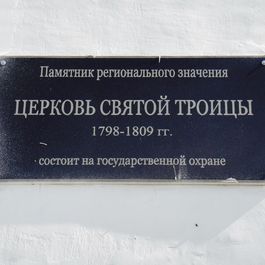 Памятник регионального значения
ЦЕРКОВЬ СВЯТОЙ ТРОИЦЫ
1798-1809 гг.
состоит на государственной охране